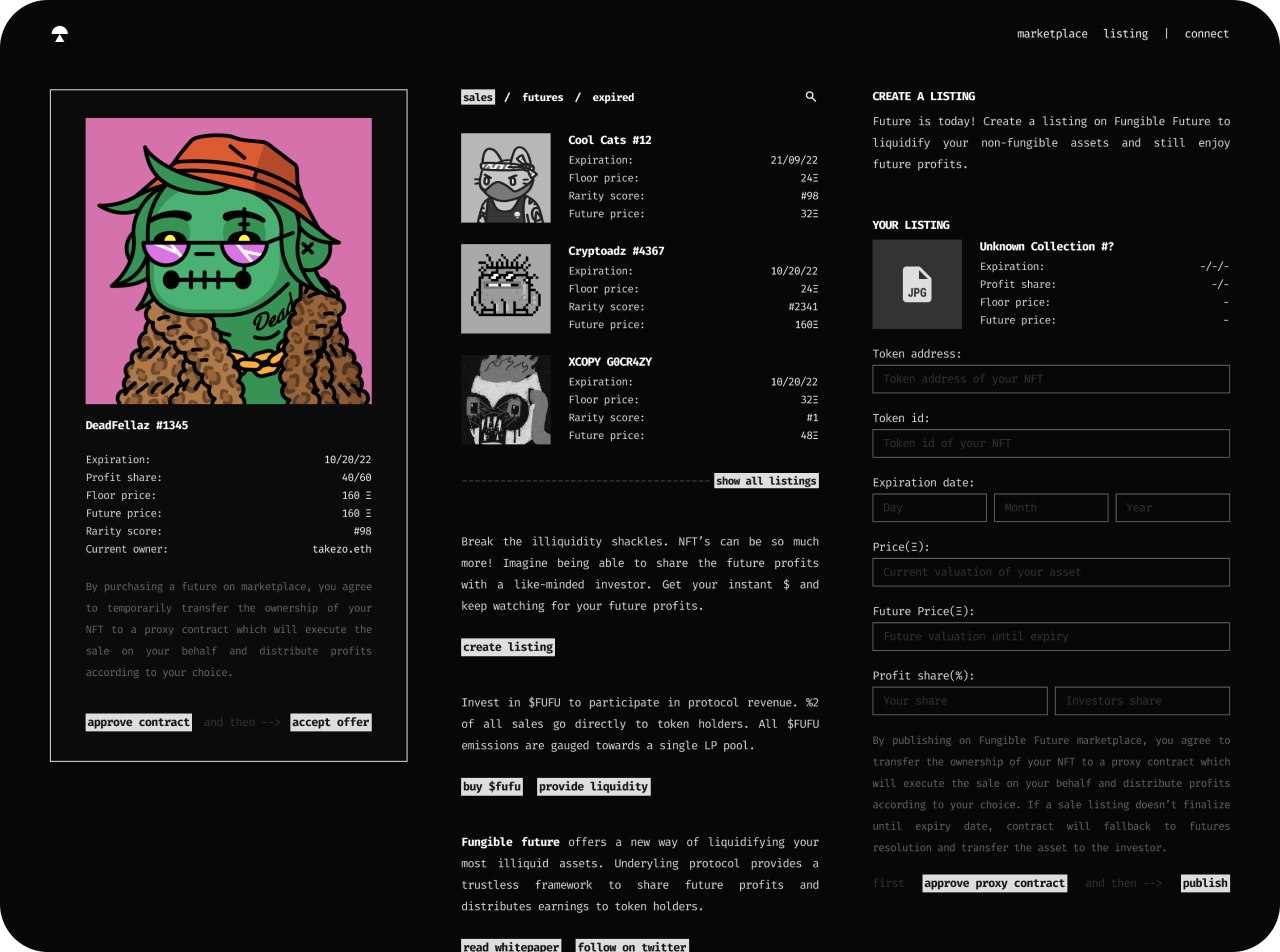 marketplace listing | connect
Dead
DeadFellaz #1345
Expiration: 10/20/22
Profit share: 40/60
Floor price: 160 Ξ
Future price: 160 Ξ
Rarity score: #98
Current owner: takezo.eth
By purchasing a future on marketplace, you agree
to temporarily transfer the ownership of your
NFT to a proxy contract which will execute the
sale on your behalf and distribute profits
according to your choice.
approve contract and then --> accept offer
sales / futures / expired
Cool Cats #12
Expiration: 21/09/22
Floor price: 24Ξ
Rarity score: #98
Future price: 32Ξ
Cryptoadz #4367
Expiration: 10/20/22
Floor price: 24Ξ
Rarity score: #2341
Future price: 160Ξ
XCOPY G0CR4ZY
Expiration: 10/20/22
Floor price: 32Ξ
Rarity score: #1
Future price: 48Ξ
--------------------------------------- show all listings
Break the illiquidity shackles. NFT’s can be so much
more! Imagine being able to share the future profits
with a like-minded investor. Get your instant $ and
keep watching for your future profits.
create listing
Invest in $FUFU to participate in protocol revenue. %2
of all sales go directly to token holders. All $FUFU
emissions are gauged towards a single LP pool.
buy $fufu provide liquidity
Fungible future offers a new way of liquidifying your
most illiquid assets. Underyling protocol provides a
trustless framework to share future profits and
distributes earnings to token holders.
read whitepaper follow on twitter
CREATE A LISTING
Future is today! Create a listing on Fungible Future to
liquidify your non-fungible assets and still enjoy
future profits.
YOUR LISTING
JPG
Unknown Collection #?
Expiration: -/-/-
Profit share: -/-
Floor price: -
Future price: -
Token address:
Token address of your NFT
Token id:
Token id of your NFT
Expiration date:
Day Month Year
Price(Ξ):
Current valuation of your asset
Future Price(Ξ):
Future valuation until expiry
Profit share(%):
Your share Investors share
By publishing on Fungible Future marketplace, you agree to
transfer the ownership of your NFT to a proxy contract which
will execute the sale on your behalf and distribute profits
according to your choice. If a sale listing doesn’t finalize
until expiry date, contract will fallback to futures
resolution and transfer the asset to the investor.
first approve proxy contract and then --> publish